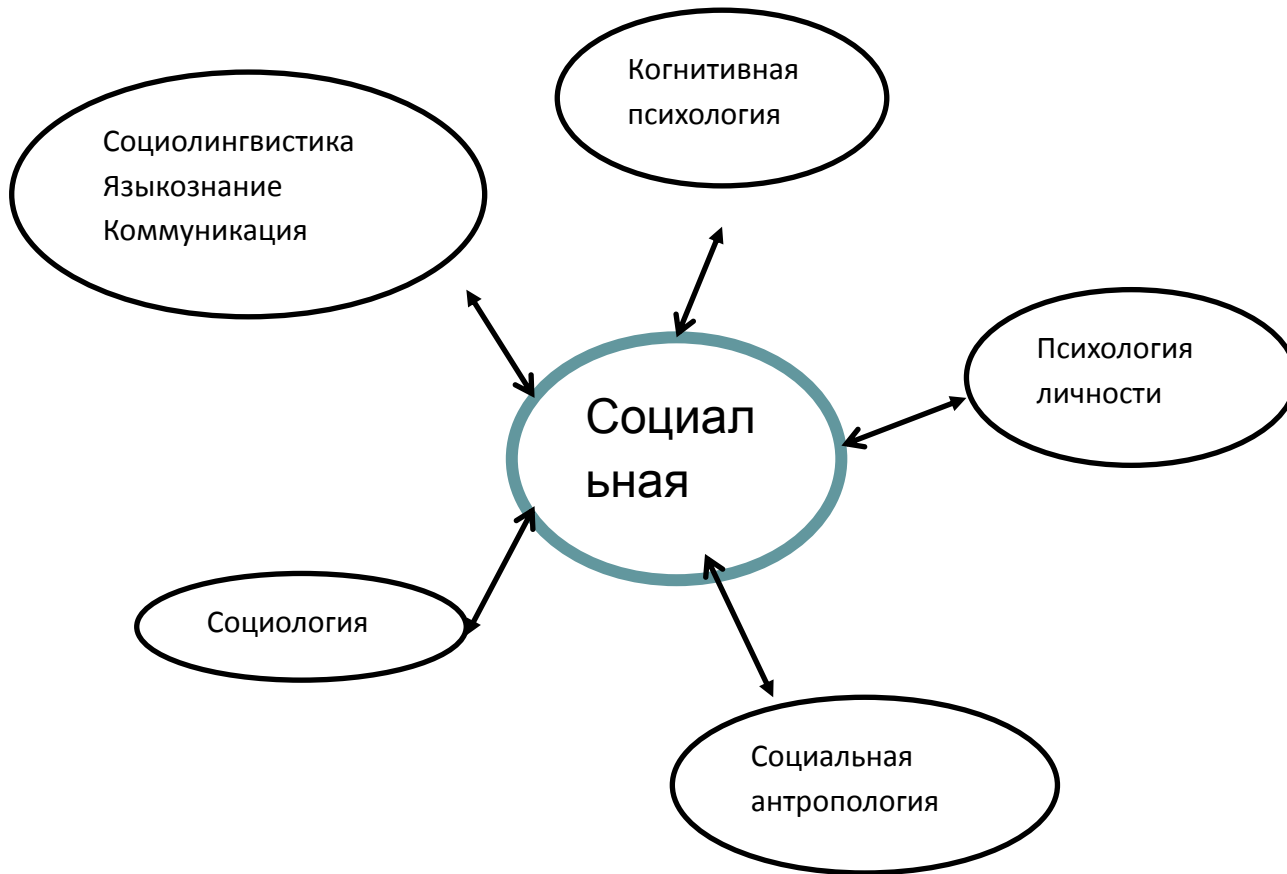 Когнитивная
психология
Социолингвистика
Языкознание
Коммуникация
Психология
личности
Социал
ьная
Социология
Социальная
антропология